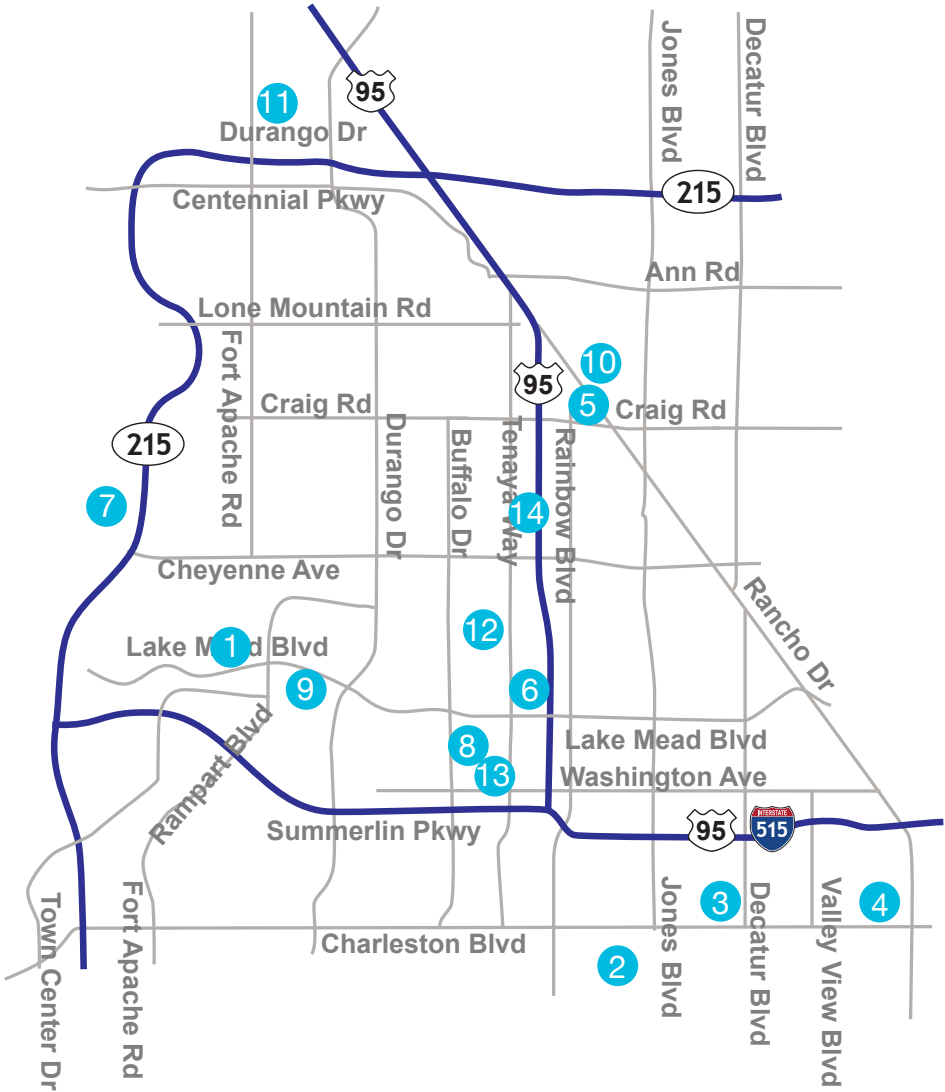 Jones Blvd
Decatur Blvd
95
11
Durango Dr
215
Centennial Pkwy
Ann Rd
Lone Mountain Rd
Fort Apache Rd
10
95
5
Craig Rd
Craig Rd
215
Durango Dr
Buffalo Dr
Tenaya Way
Rainbow Blvd
7
14
Cheyenne Ave
Rancho Dr
12
Lake Mead Blvd
1
9
6
Rampart Blvd
8
Lake Mead Blvd
13
Washington Ave
Summerlin Pkwy
95
INTERSTATE
515
Town Center Dr
Fort Apache Rd
Jones Blvd
3
Decatur Blvd
Valley View Blvd
4
Charleston Blvd
2